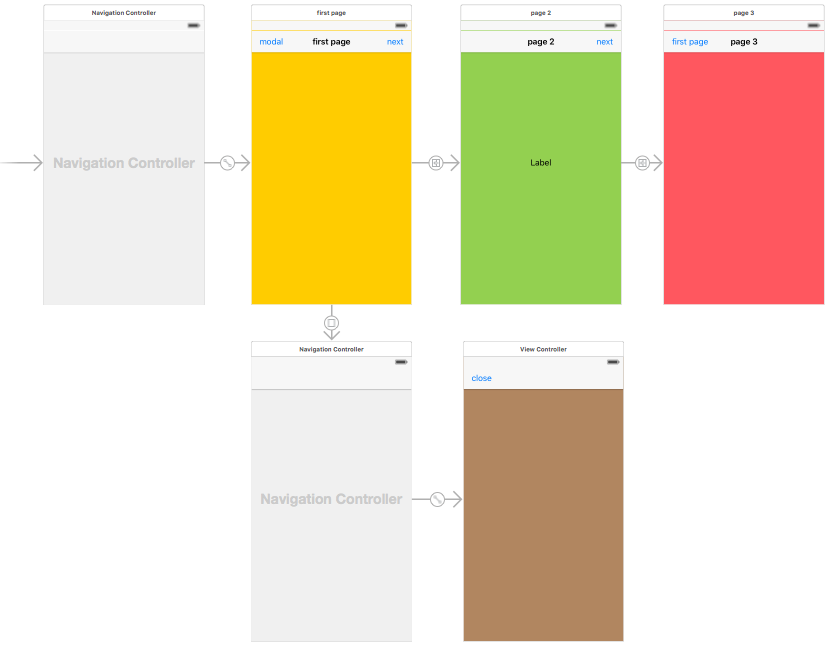 Navigation Controller
first page
page 2
page 3
modal
first page
next
page 2
next
first page
page 3
Navigation Controller
Label
Navigation Controller
View Controller
close
Navigation Controller